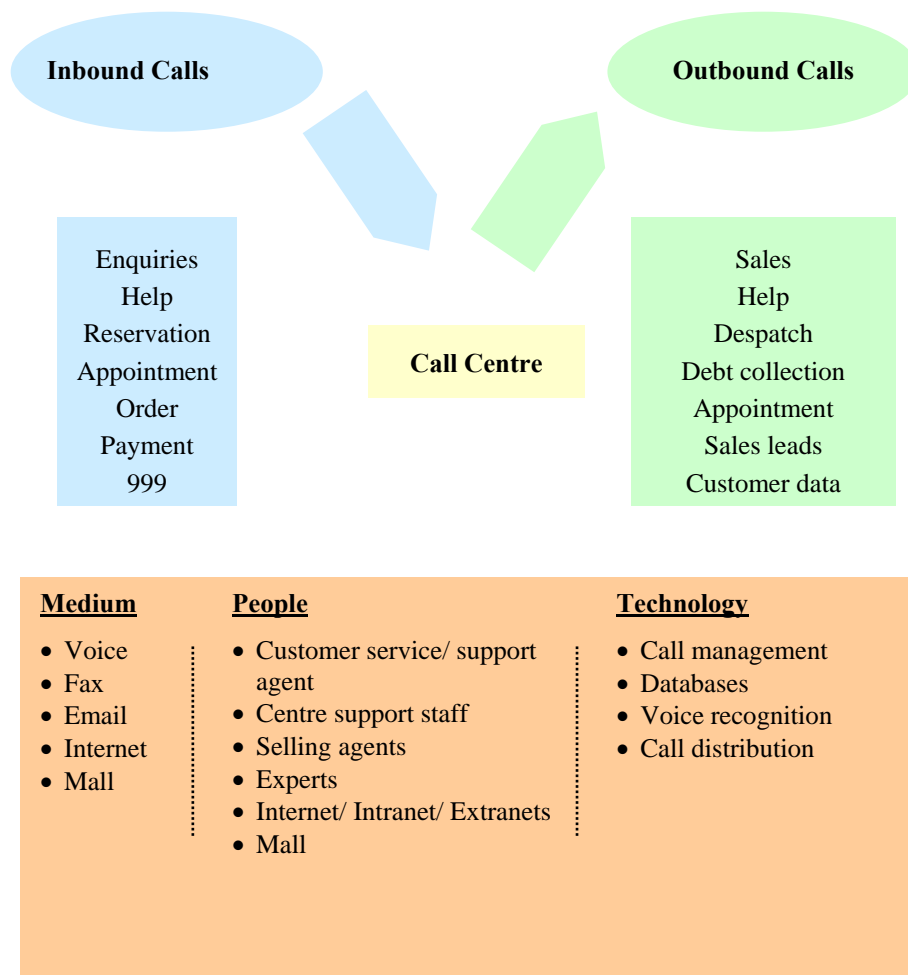 Inbound Calls
Outbound Calls
Enquiries
Help
Reservation
Appointment
Order
Payment
999
Call Centre
Sales
Help
Despatch
Debt collection
Appointment
Sales leads
Customer data
Medium
• Voice
• Fax
• Email
• Internet
• Mall
People
• Customer service/ support
agent
• Centre support staff
• Selling agents
• Experts
• Internet/ Intranet/ Extranets
• Mall
Technology
• Call management
• Databases
• Voice recognition
• Call distribution